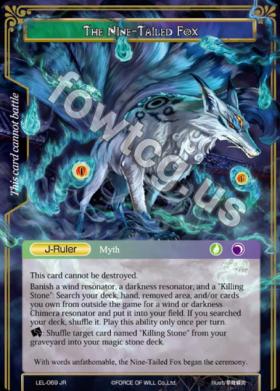 The Nine-Tailed Fox
This card cannot battle
fowtcg.us
J-Ruler
Myth
This card cannot be destroyed.
Banish a wind resonator, a darkness resonator, and a "Killing
Stone": Search your deck, hand, removed area, and/or cards
you own from outside the game for a wind or darkness
Chimera resonator and put it into your field. If you searched
your deck, shuffle it. Play this ability only once per turn.
: Shuffle target card named "Killing Stone" from your
graveyard into your magic stone deck.
With words unfathomable, the Nine-Tailed Fox began the ceremony.
LEL-069 JR
©FORCE OF WILL Co.,Ltd.